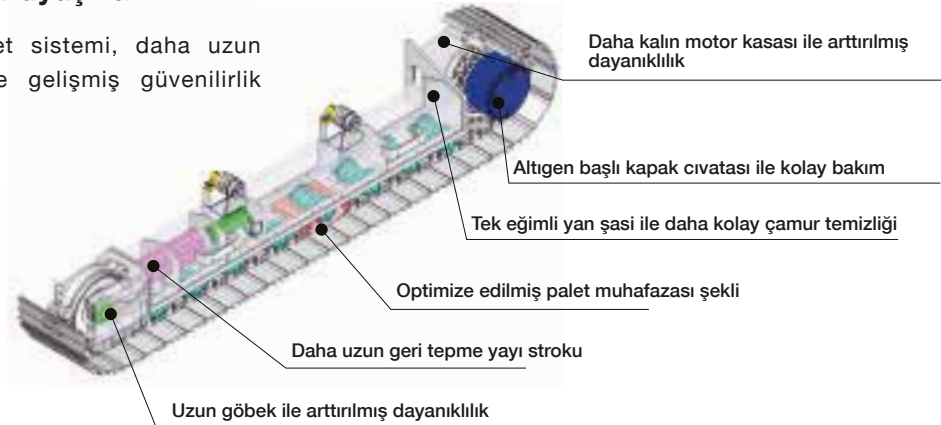 et sistemi, daha uzun
e gelişmiş güvenilirlik
Daha kalın motor kasası ile arttırılmış
dayanıklılık
Altıgen başlı kapak cıvatası ile kolay bakım
Tek eğimli yan şasi ile daha kolay çamur temizliği
Optimize edilmiş palet muhafazası şekli
Daha uzun geri tepme yayı stroku
Uzun göbek ile arttırılmış dayanıklılık